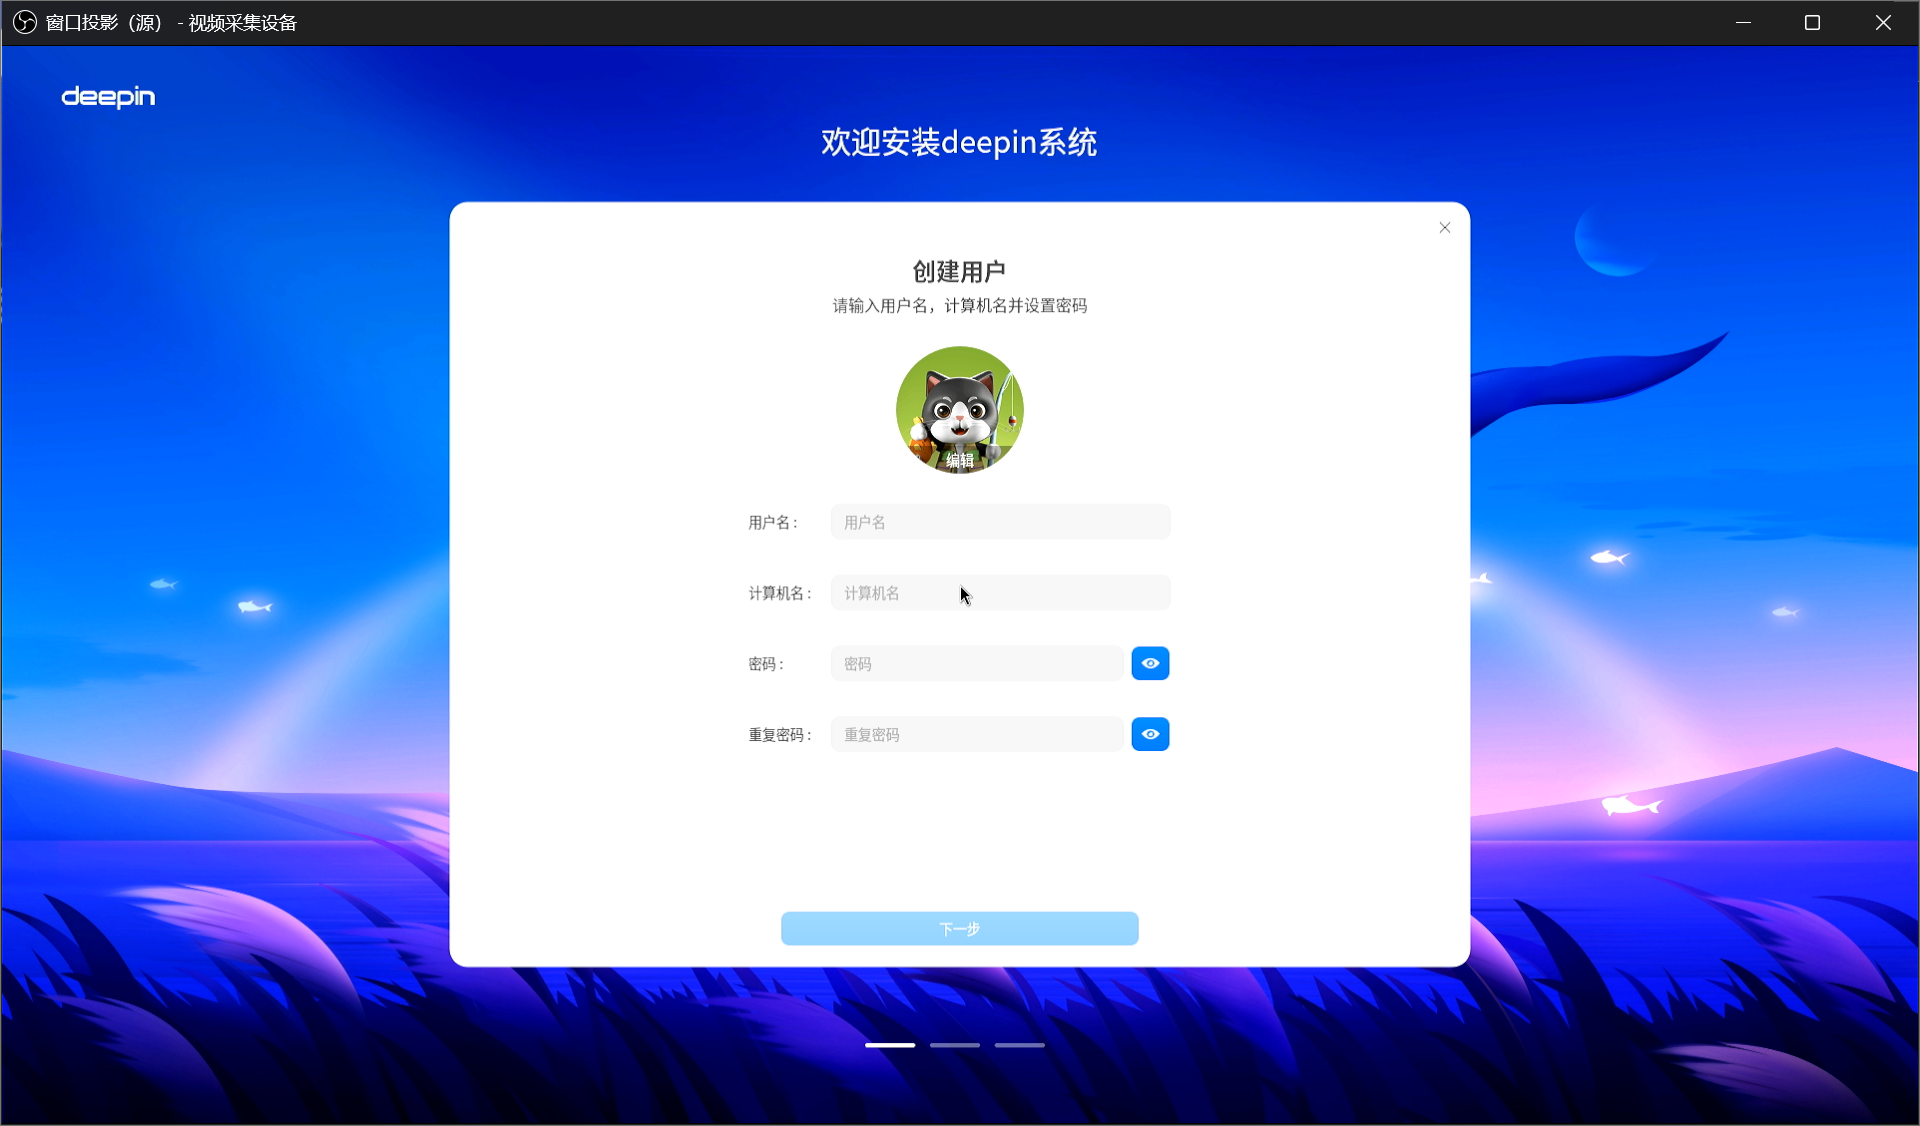 窗口投影（源） - 视频采集设备
deepin
欢迎安装deepin系统
创建用户
请输入用户名，计算机名并设置密码
编辑
用户名：
用户名
计算机名：
计算机名
密码：
密码
重复密码：
重复密码
下一步